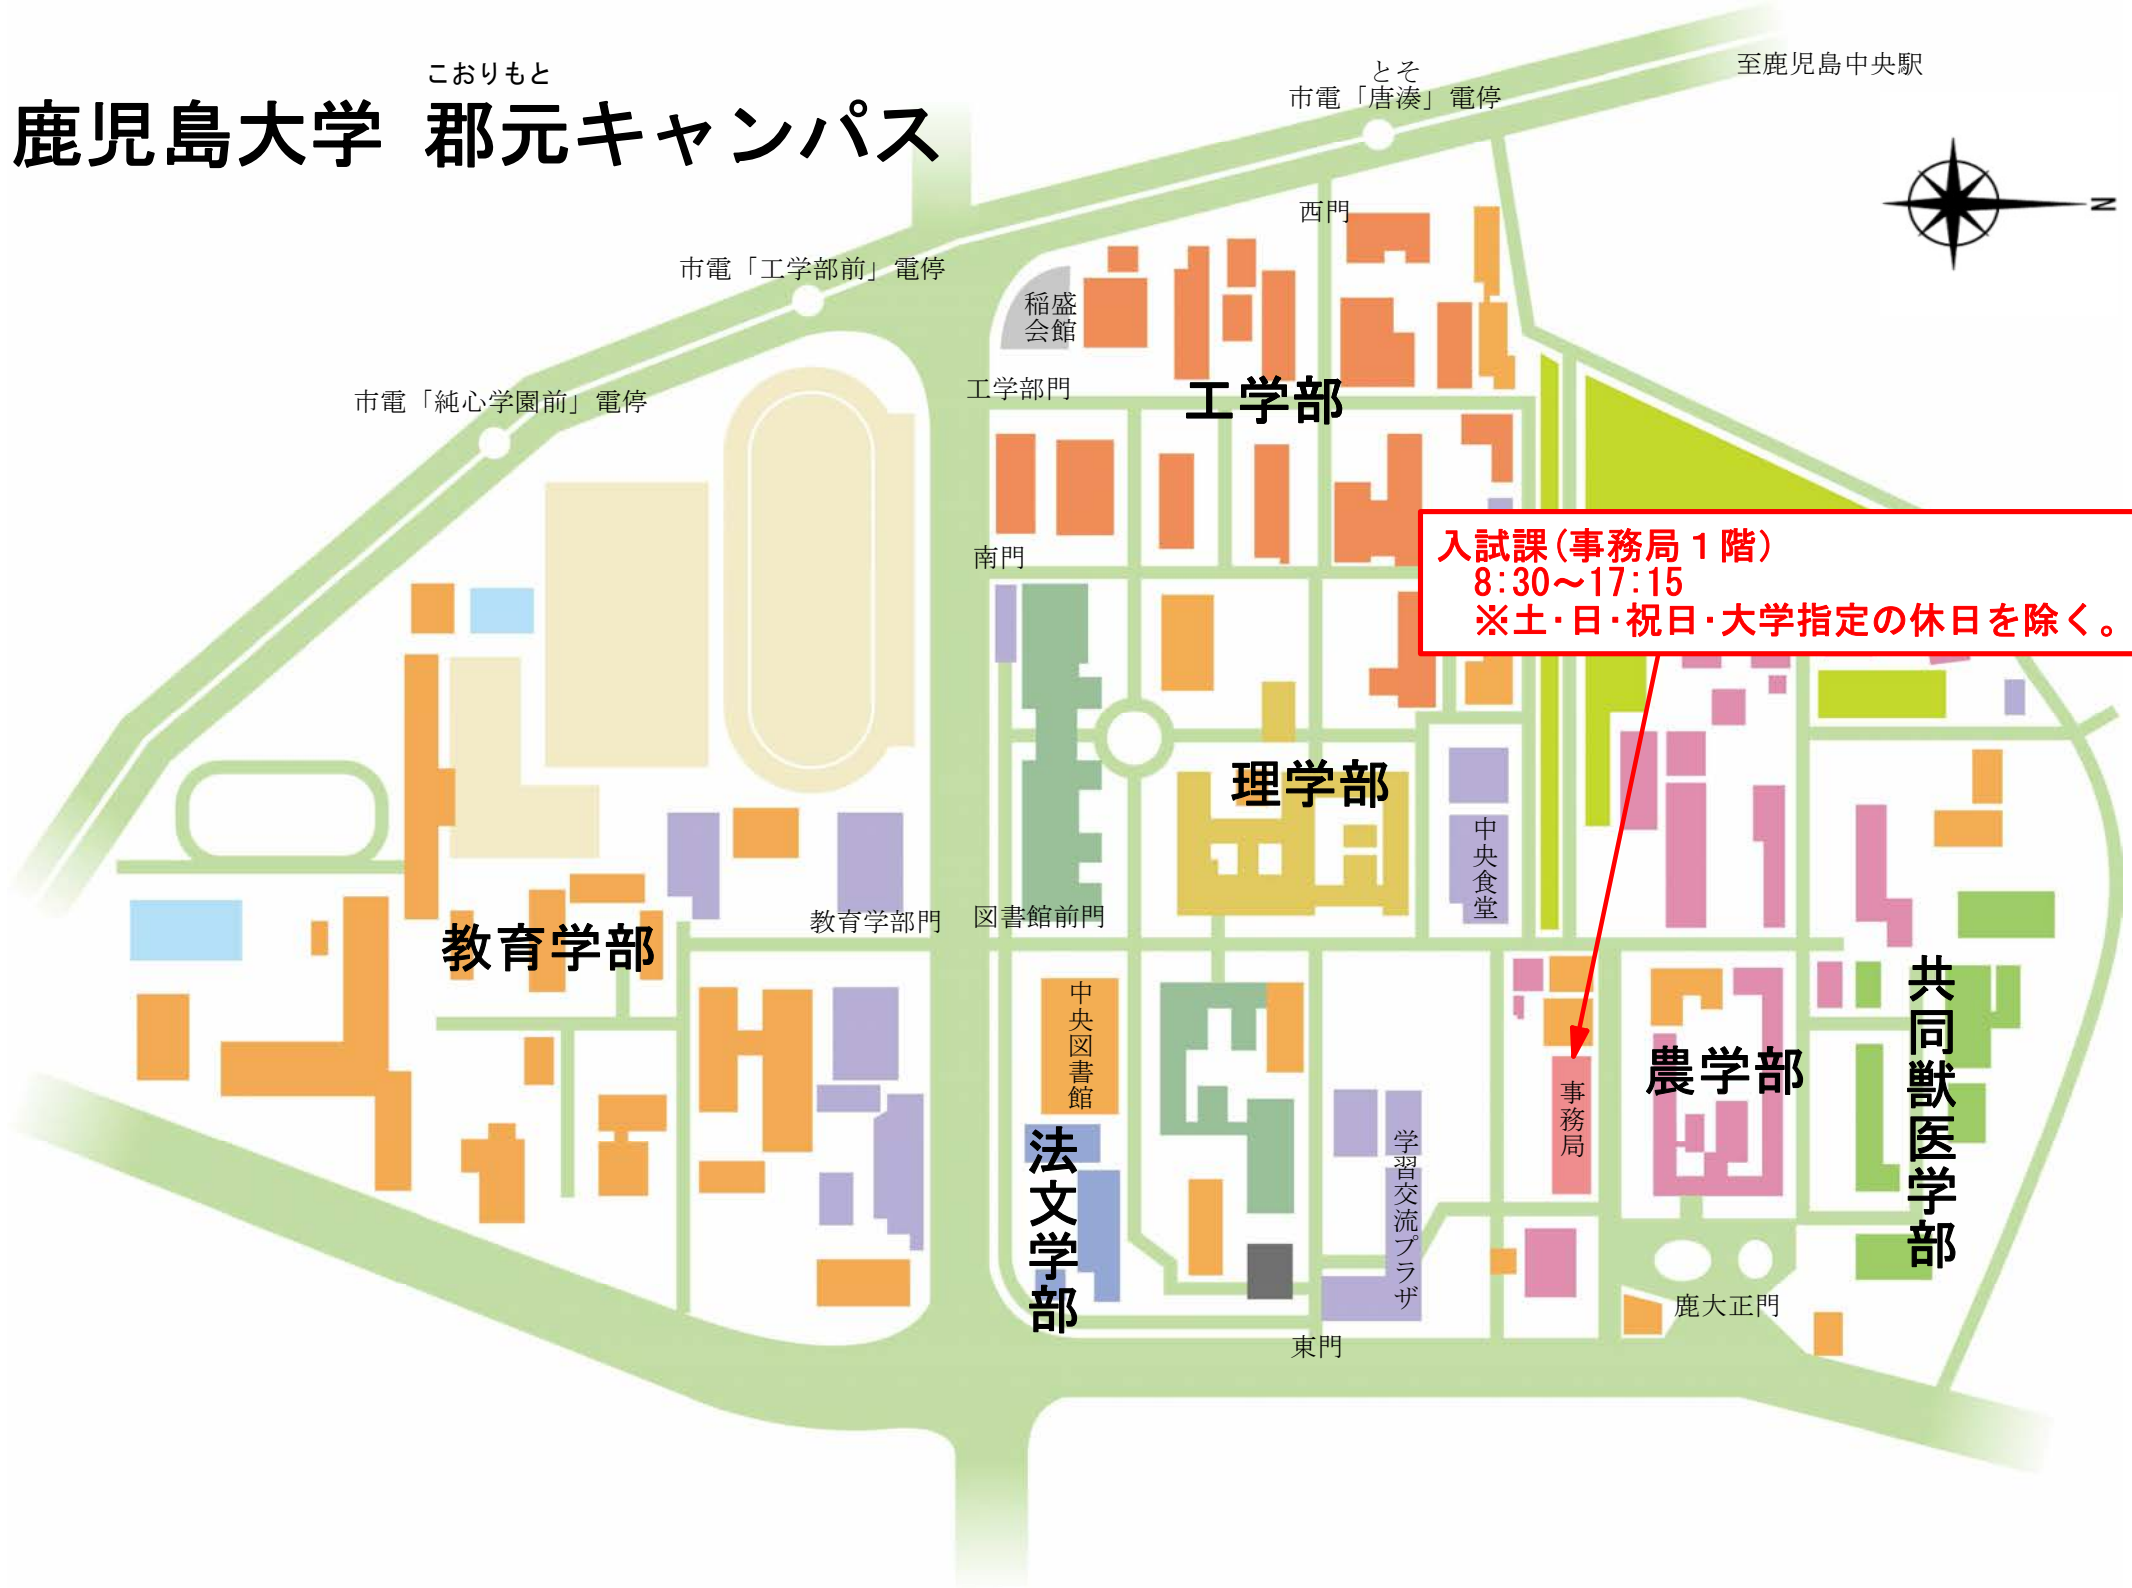 こおりもと
鹿児島大学 郡元キャンパス
至鹿児島中央駅
とそ
市電「唐湊」電停
N
西門
市電「工学部前」電停
稲盛
会館
工学部門
工学部
市電「純心学園前」電停
南門
入試課(事務局1階)
8:30～17:15
※土・日・祝日・大学指定の休日を除く。
理学部
中央食堂
教育学部
教育学部門
図書館前門
中央図書館
共同獣医学部
農学部
事務局
法文学部
学習交流プラザ
鹿大正門
東門